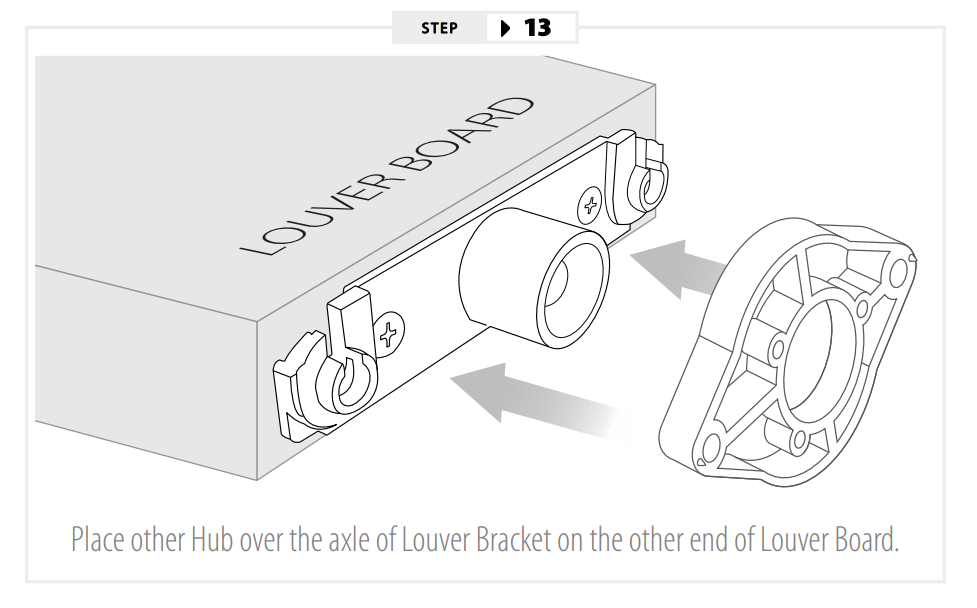 STEP 13
LOUVER BOARD
Place other Hub over the axle of Louver Bracket on the other end of Louver Board.